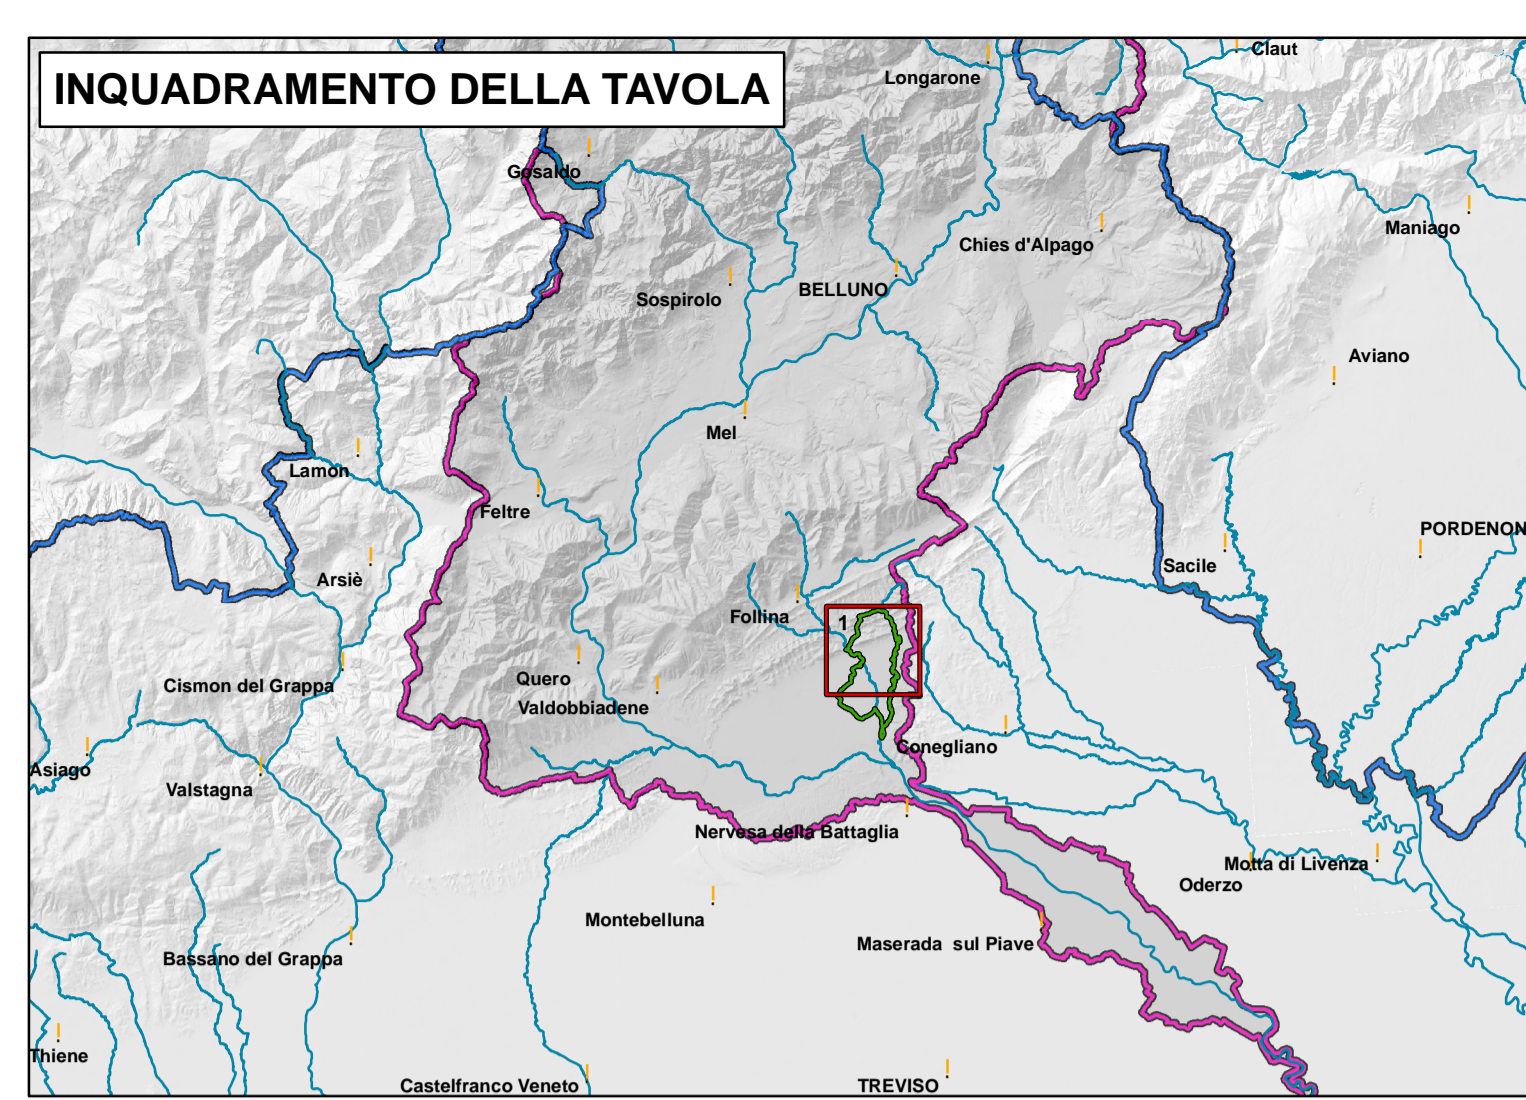 INQUADRAMENTO DELLA TAVOLA
Claut
Longarone
Gosaldo
Maniago
Chies d'Alpago
BELLUNO
Sospirolo
Aviano
Mel
Lamon
Feltre
PORDENON
Sacile
Arsiè
Follina
1
Quero
Cismon del Grappa
Valdobbiadene
Conegliano
Asiago
Valstagna
Nervesa della Battaglia
Motta di Livenza
Oderzo
Montebelluna
Maserada sul Piave
Bassano del Grappa
Thiene
Castelfranco Veneto
TREVISO